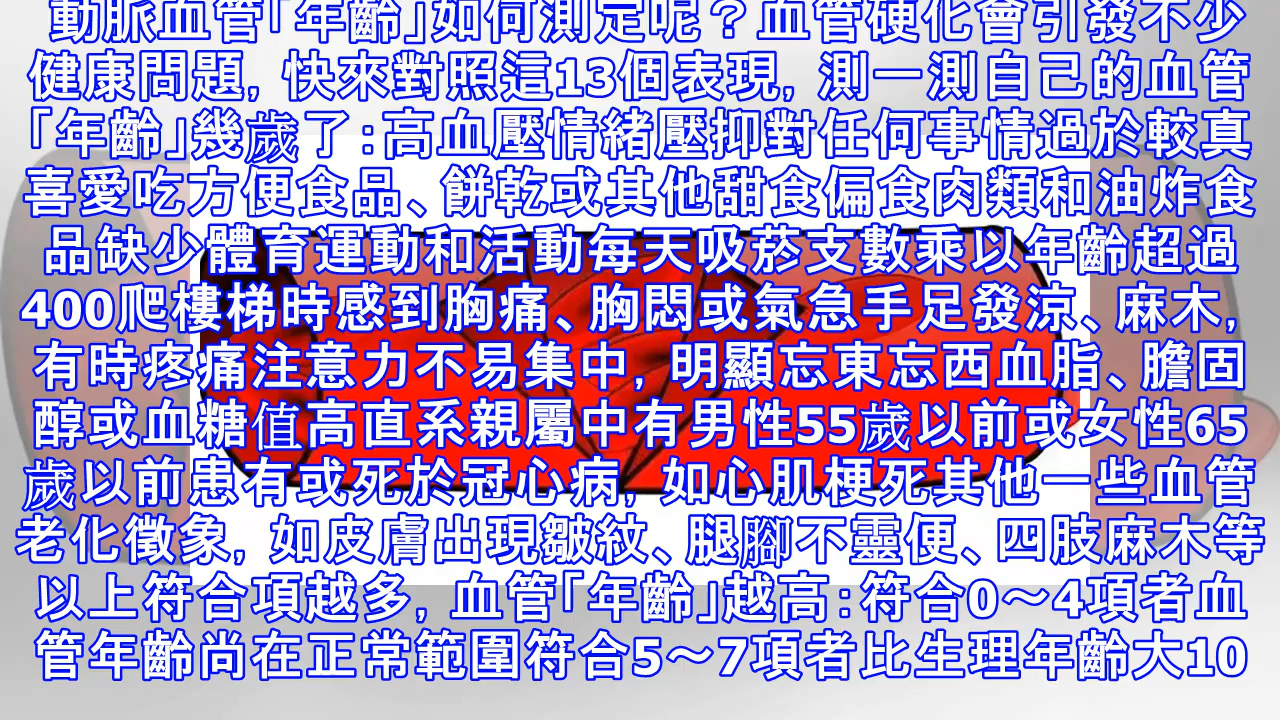 動脈血管「年齡」如何測定呢？血管硬化會引發不少
健康問題，快來對照這13個表現，測一測自己的血管
「年齡」幾歲了：高血壓情緒壓抑對任何事情過於較真
喜愛吃方便食品、餅乾或其他甜食偏食肉類和油炸食
品缺少體育運動和活動每天吸菸支數乘以年齡超過
400爬樓梯時感到胸痛、胸悶或氣急手足發涼、麻木，
有時疼痛注意力不易集中，明顯忘東忘西血脂、膽固
醇或血糖值高直系親屬中有男性55歲以前或女性65
歲以前患有或死於冠心病，如心肌梗死其他一些血管
老化徵象，如皮膚出現皺紋、腿腳不靈便、四肢麻木等
以上符合項越多，血管「年齡」越高：符合0～4項者血
管年齡尚在正常範圍符合5～7項者比生理年齡大10